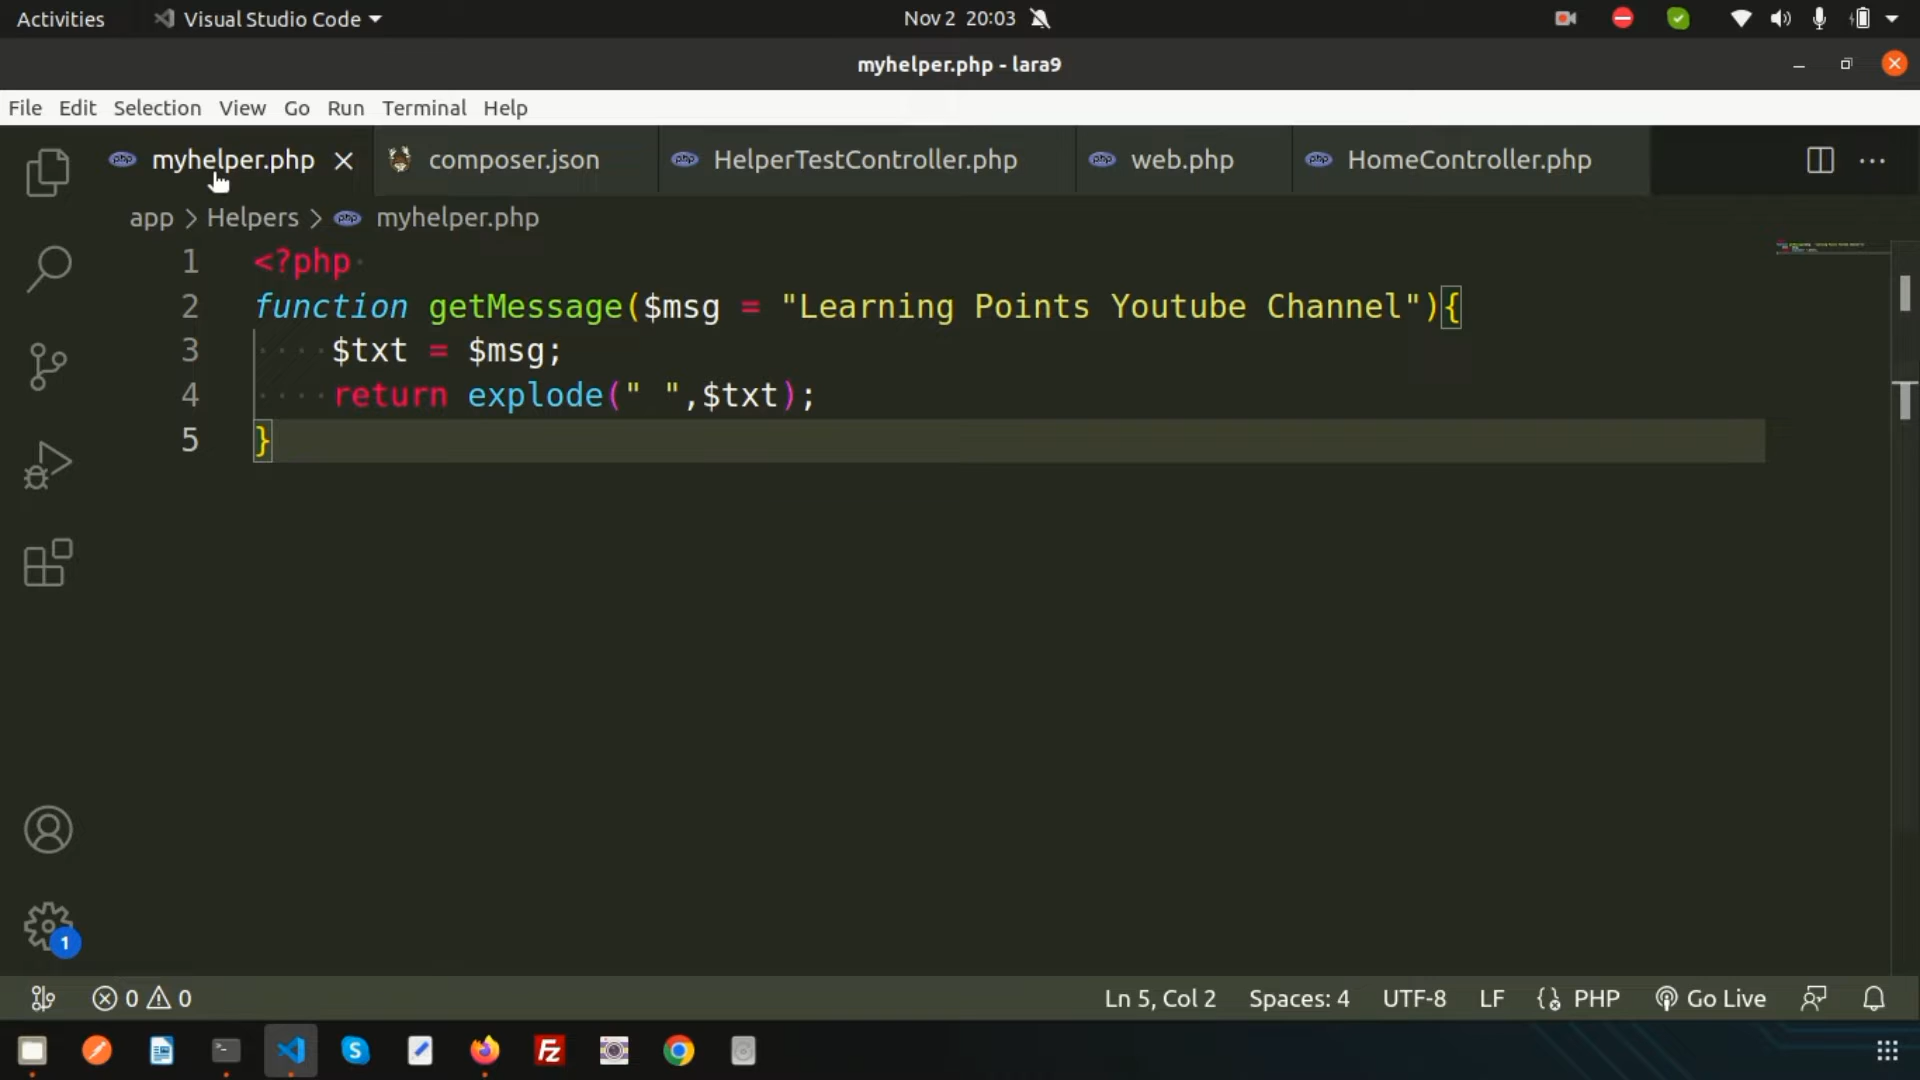 Activities Visual Studio Code Nov 2 20:03
myhelper.php - lara9
File Edit Selection View Go Run Terminal Help
myhelper.php composer.json HelperTestController.php web.php HomeController.php
app > Helpers > myhelper.php
1 <?php
2 function getMessage($msg = "Learning Points Youtube Channel"){
3 $txt = $msg;
4 return explode(" ",$txt);
5 }
1
0 0 Ln 5, Col 2 Spaces: 4 UTF-8 LF PHP Go Live